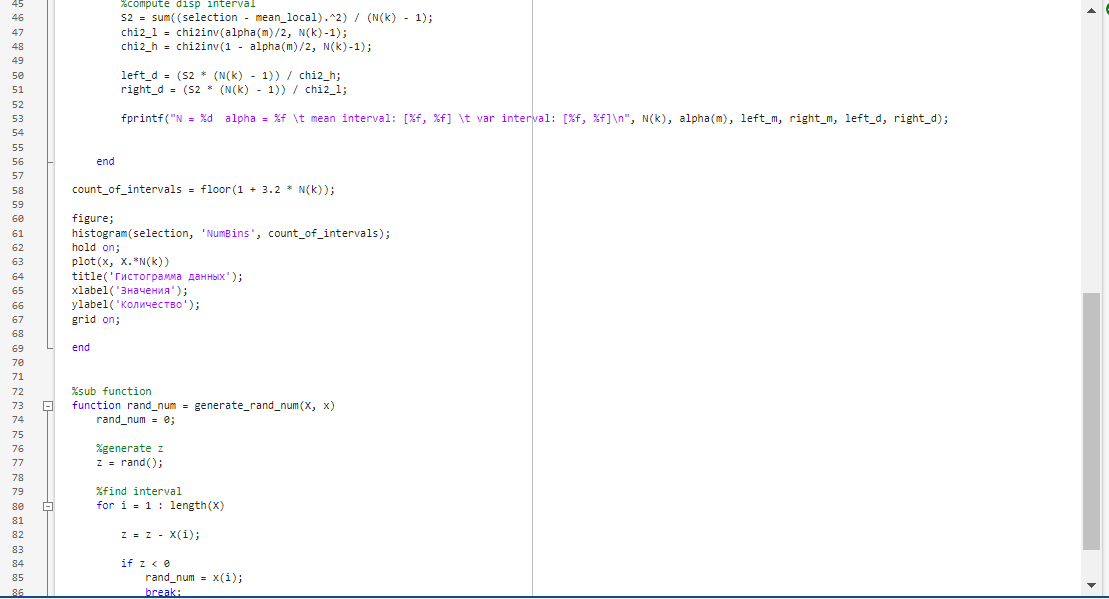 45 %compute disp interval
46 S2 = sum((selection - mean_local).^2) / (N(k) - 1);
47 chi2_l = chi2inv(alpha(m)/2, N(k)-1);
48 chi2_h = chi2inv(1 - alpha(m)/2, N(k)-1);
49
50 left_d = (S2 * (N(k) - 1)) / chi2_h;
51 right_d = (S2 * (N(k) - 1)) / chi2_l;
52
53 fprintf("N = %d  alpha = %f \t mean interval: [%f, %f] \t var interval: [%f, %f]\n", N(k), alpha(m), left_m, right_m, left_d, right_d);
54
55
56 end
57
58 count_of_intervals = floor(1 + 3.2 * N(k));
59
60 figure;
61 histogram(selection, 'NumBins', count_of_intervals);
62 hold on;
63 plot(x, X.*N(k))
64 title('Гистограмма данных');
65 xlabel('Значения');
66 ylabel('Количество');
67 grid on;
68
69 end
70
71
72 %sub function
73 function rand_num = generate_rand_num(X, x)
74 rand_num = 0;
75
76 %generate z
77 z = rand();
78
79 %find interval
80 for i = 1 : length(X)
81
82 z = z - X(i);
83
84 if z < 0
85 rand_num = x(i);
86 break;